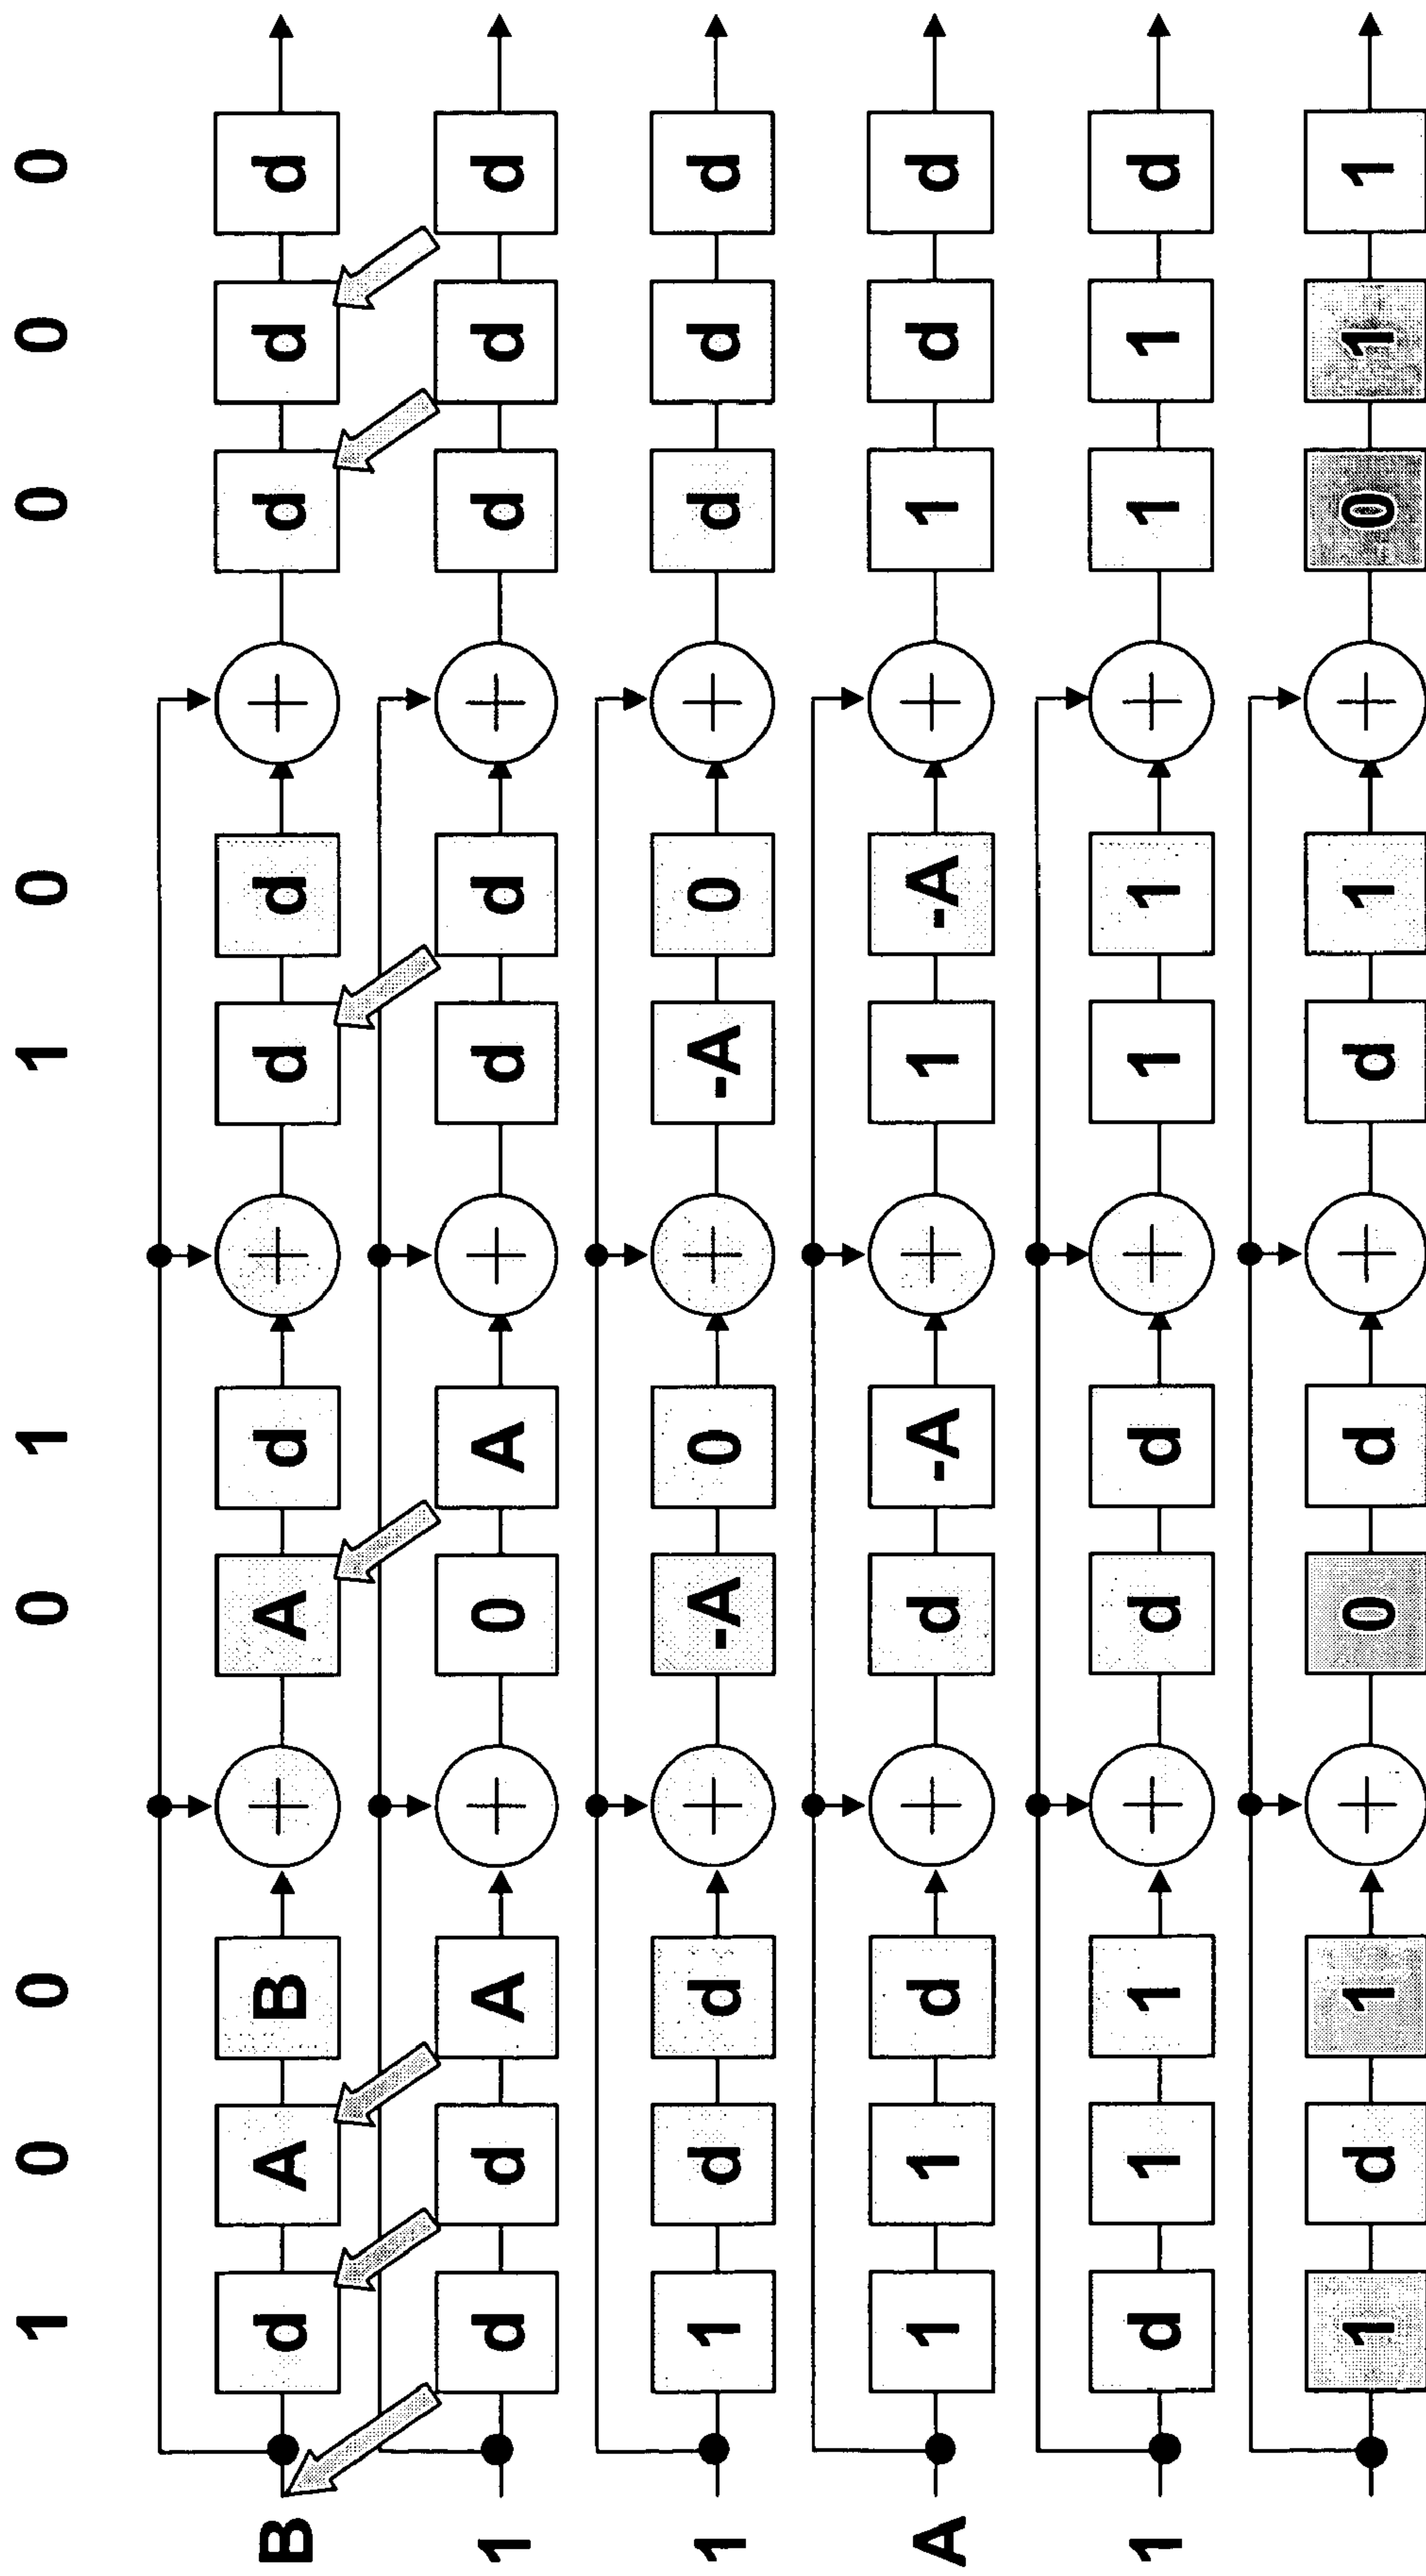 1 0 0 0 1 1 0 0 0 0
B d A B + A d + d d + d d d
1 d d A + 0 A + d d + d d d
1 1 d d + -A 0 + -A 0 + d d d
A 1 1 d + d -A + 1 -A + 1 d d
1 d 1 1 + d d + 1 1 + 1 1 d
1 d 1 + 0 d + d 1 + 0 1 1